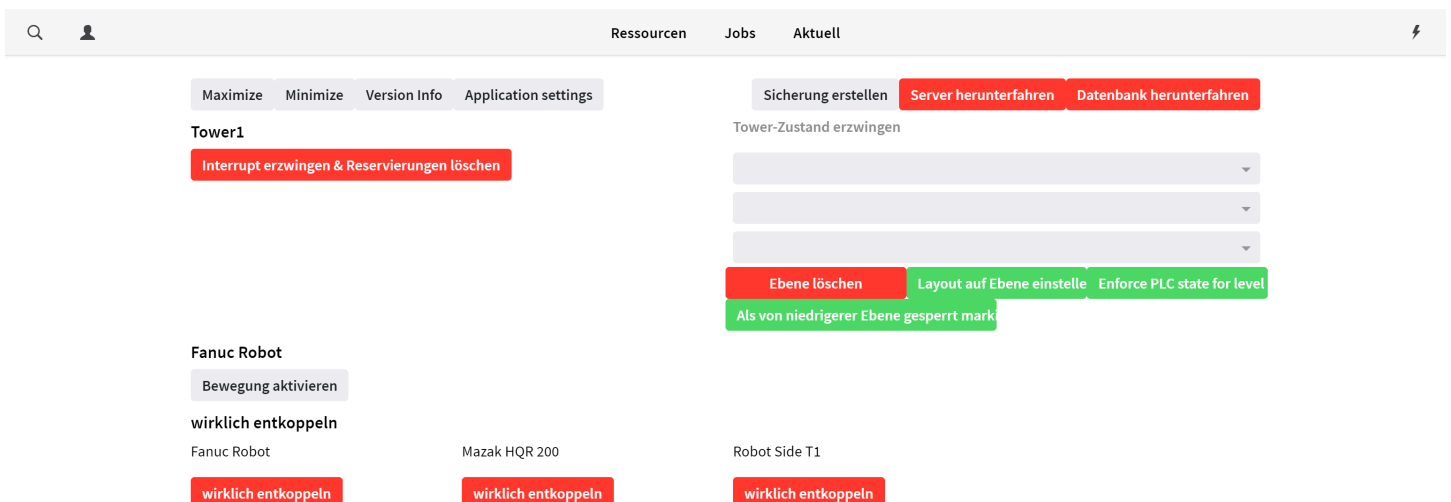 Ressourcen Jobs Aktuell
Maximize Minimize Version Info Application settings Sicherung erstellen Server herunterfahren Datenbank herunterfahren
Tower1 Tower-Zustand erzwingen
Interrupt erzwingen & Reservierungen löschen
Ebene löschen Layout auf Ebene einstelle Enforce PLC state for level
Als von niedrigerer Ebene gesperrt marki
Fanuc Robot
Bewegung aktivieren
wirklich entkoppeln
Fanuc Robot Mazak HQR 200 Robot Side T1
wirklich entkoppeln wirklich entkoppeln wirklich entkoppeln